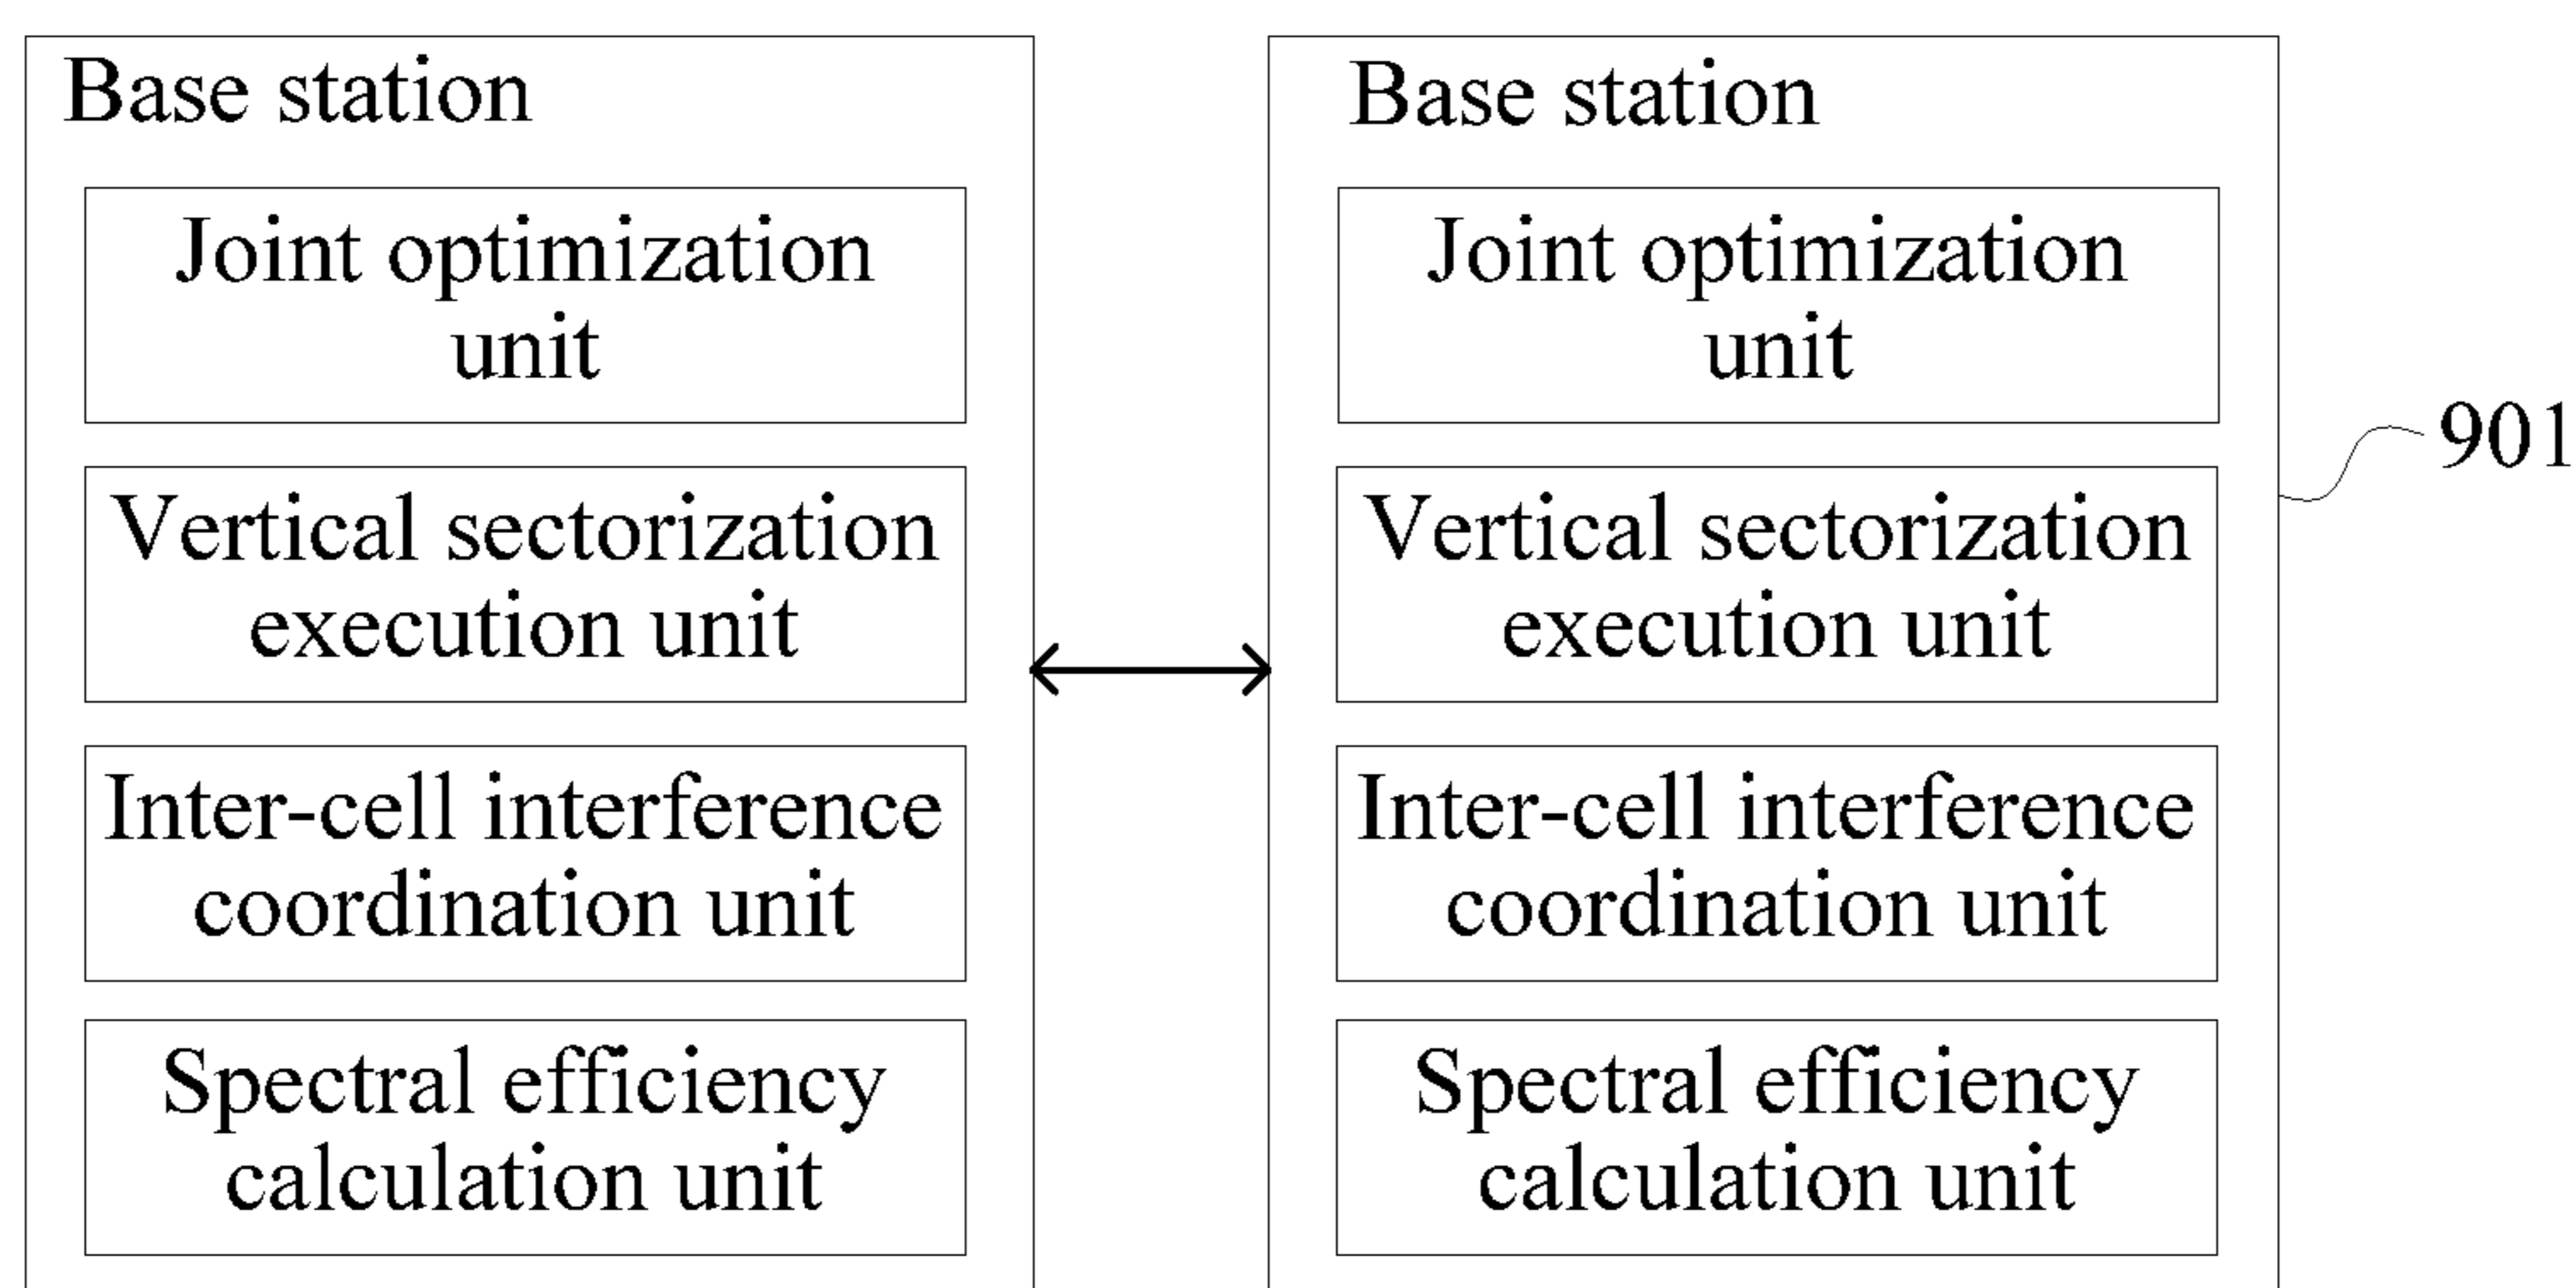 Base station
Joint optimization
unit
Vertical sectorization
execution unit
Inter-cell interference
coordination unit
Spectral efficiency
calculation unit
Base station
Joint optimization
unit
Vertical sectorization
execution unit
Inter-cell interference
coordination unit
Spectral efficiency
calculation unit
901